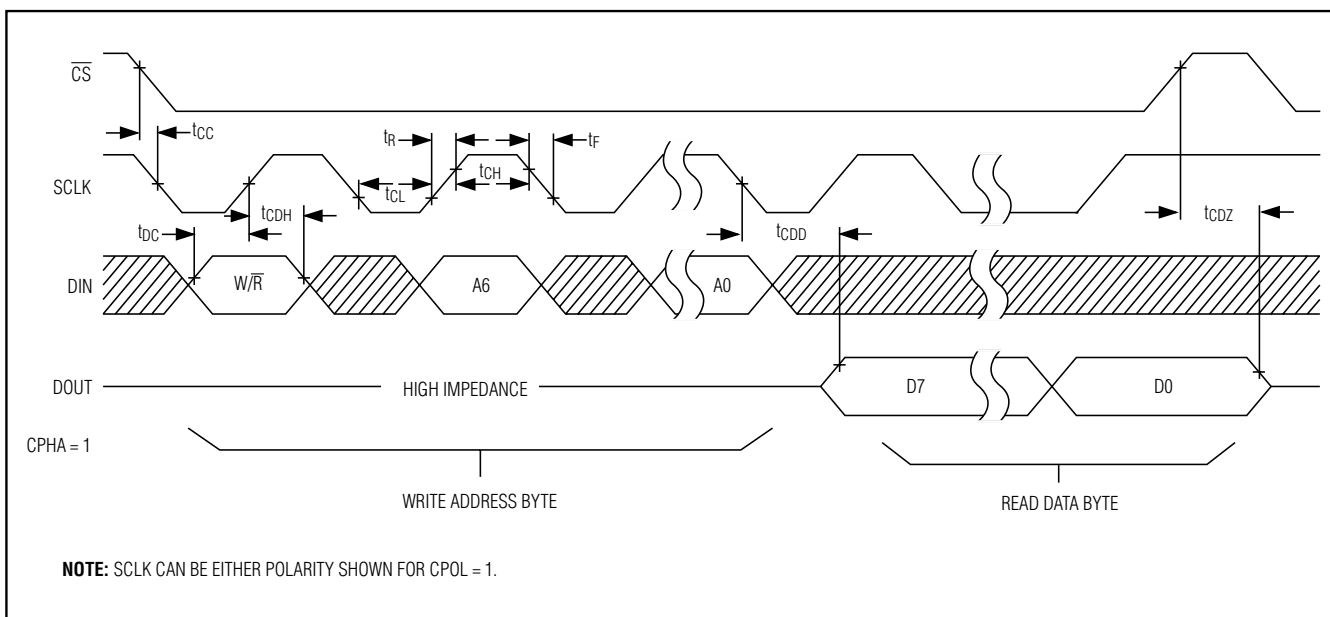 CS
tCC
tR
tF
SCLK
tCL
tCH
tCDH
tDC
tCDD
tCDZ
DIN
W/R
A6
A0
DOUT
HIGH IMPEDANCE
D7
D0
CPHA = 1
WRITE ADDRESS BYTE
READ DATA BYTE
NOTE: SCLK CAN BE EITHER POLARITY SHOWN FOR CPOL = 1.